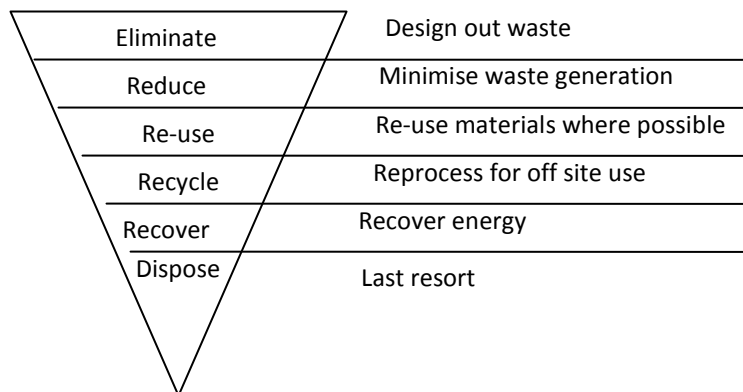 Eliminate Design out waste
Reduce Minimise waste generation
Re-use Re-use materials where possible
Recycle Reprocess for off site use
Recover Recover energy
Dispose Last resort